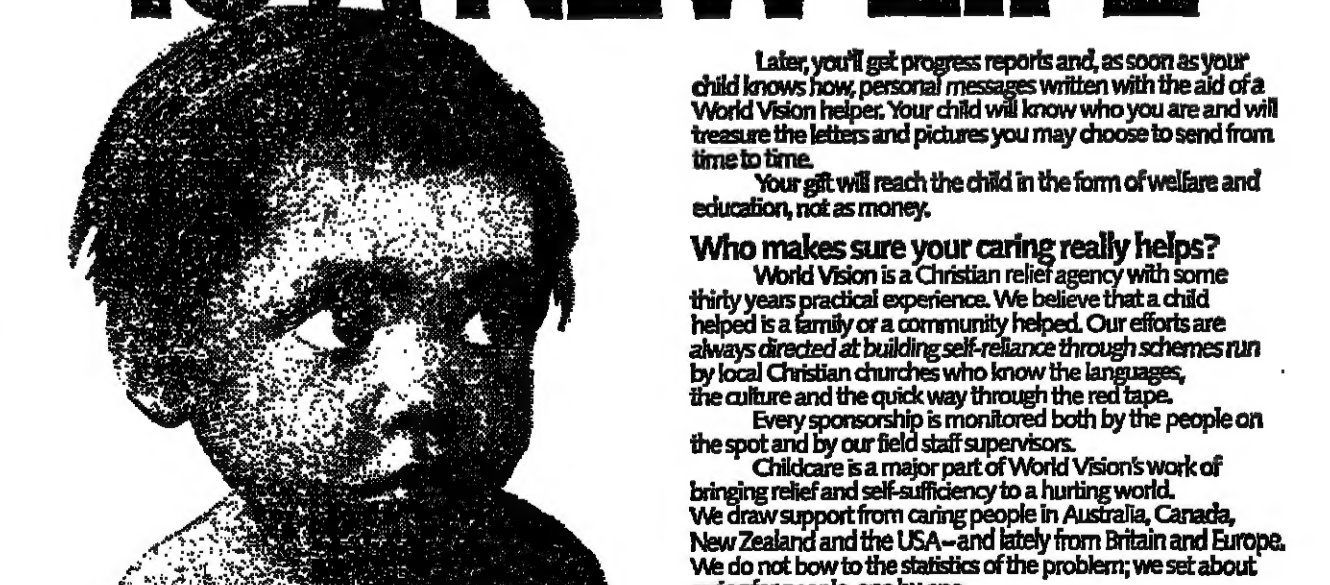 NEW LIFE
Later, you'll get progress reports and, as soon as your
child knows how, personal messages written with the aid of a
World Vision helper. Your child will know who you are and will
treasure the letters and pictures you may choose to send from
time to time.
Your gift will reach the child in the form of welfare and
education, not as money.
Who makes sure your caring really helps?
World Vision is a Christian relief agency with some
thirty years practical experience. We believe that a child
helped is a family or a community helped. Our efforts are
always directed at building self-reliance through schemes run
by local Christian churches who know the languages,
the culture and the quick way through the red tape.
Every sponsorship is monitored both by the people on
the spot and by our field staff supervisors.
Childcare is a major part of World Vision's work of
bringing relief and self-sufficiency to a hurting world.
We draw support from caring people in Australia, Canada,
New Zealand and the USA–and lately from Britain and Europe.
We do not bow to the statistics of the problem; we set about